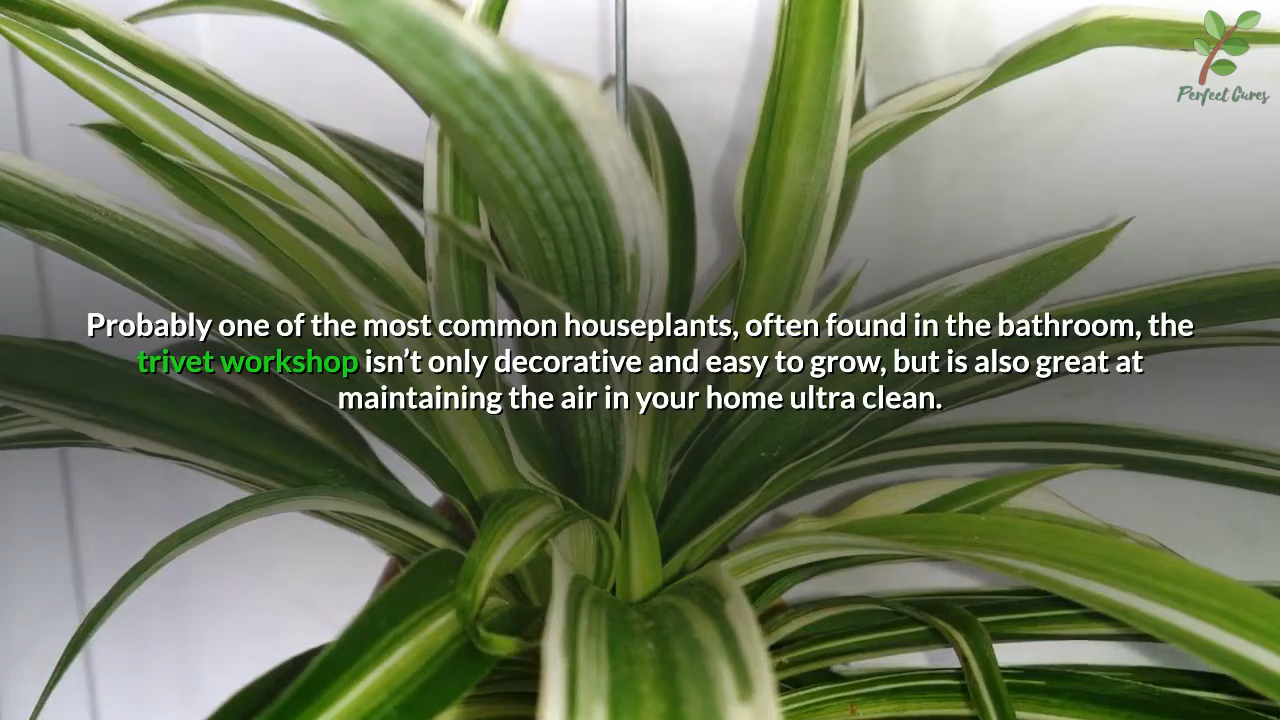 Perfect Cures
Probably one of the most common houseplants, often found in the bathroom, the
trivet workshop isn’t only decorative and easy to grow, but is also great at
maintaining the air in your home ultra clean.